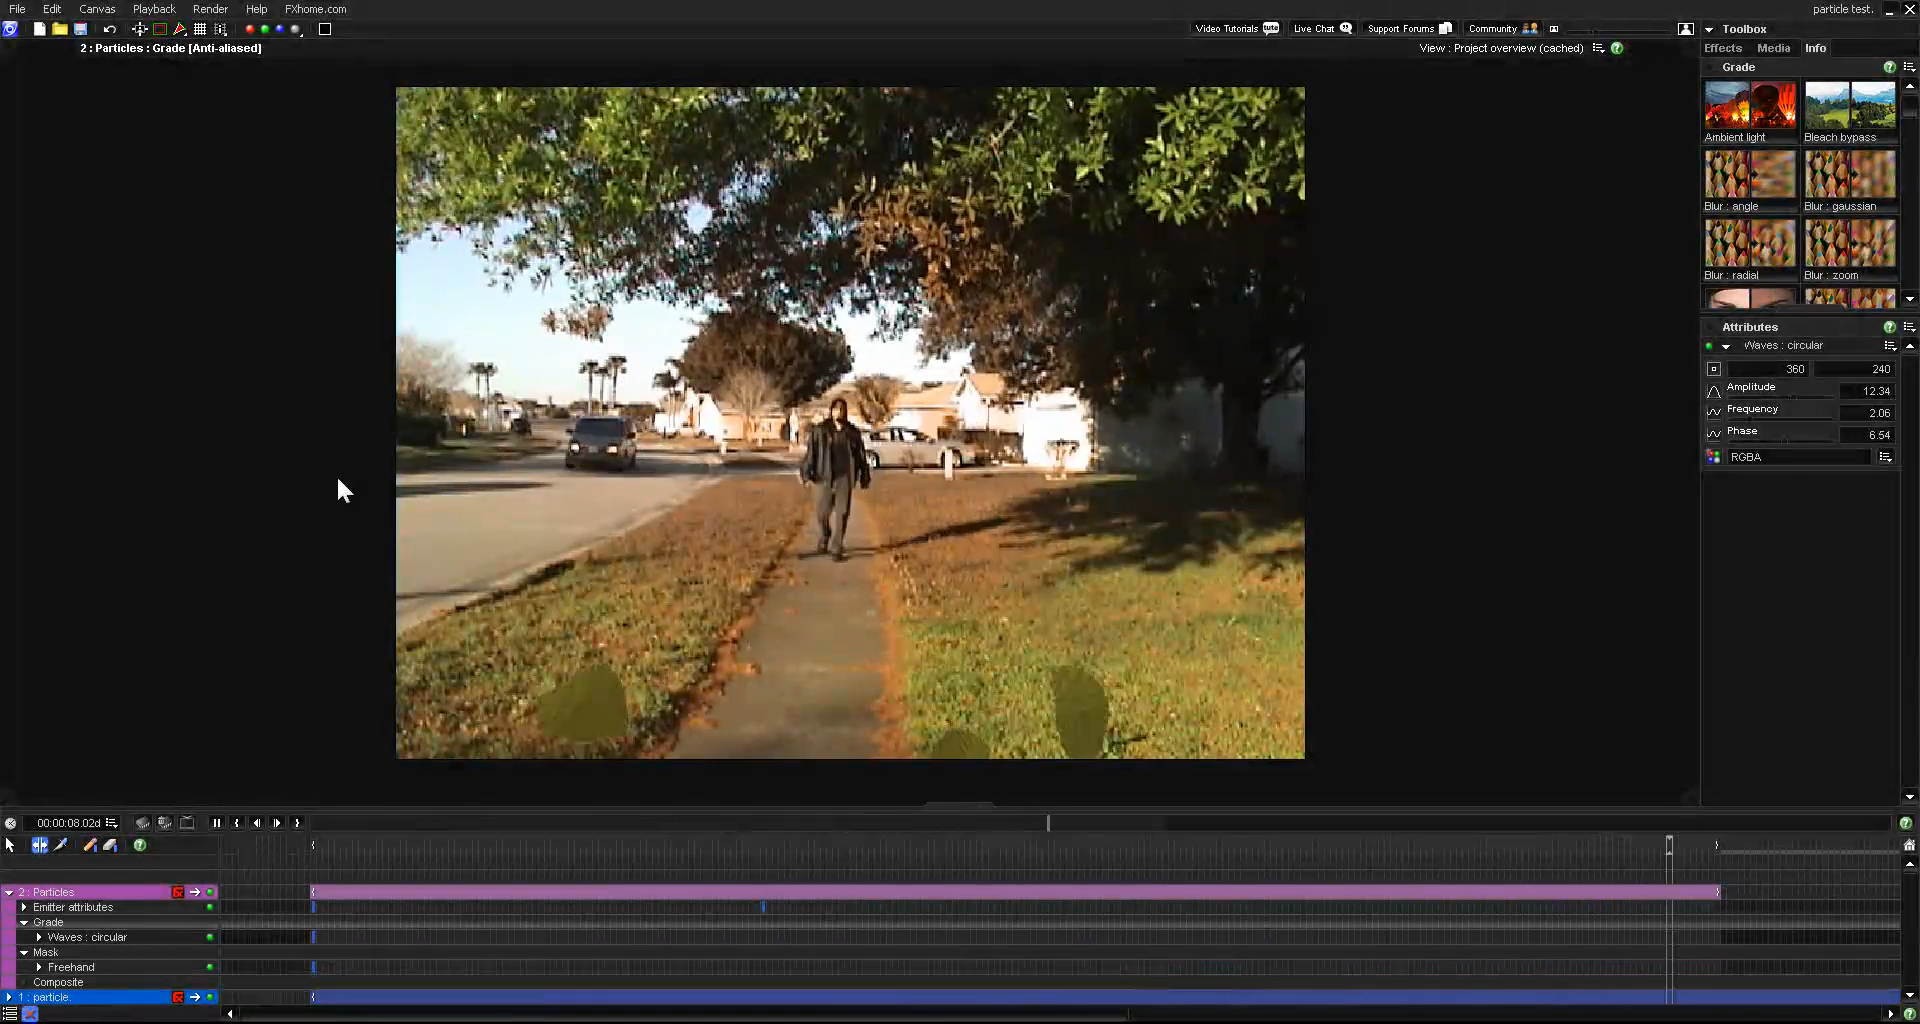 File Edit Canvas Playback Render Help FXhome.com particle test.
Video Tutorials tute Live Chat Support Forums Community Toolbox
2 : Particles : Grade [Anti-aliased] View : Project overview (cached) Effects Media Info
Grade
Ambient light Bleach bypass
Blur : angle Blur : gaussian
Blur : radial Blur : zoom
Attributes
Waves : circular
360 240
Amplitude 12.34
Frequency 2.06
Phase 6.54
RGBA
00:00:08.02d
2 : Particles
Emitter attributes
Grade
Waves : circular
Mask
Freehand
Composite
1 : particle.